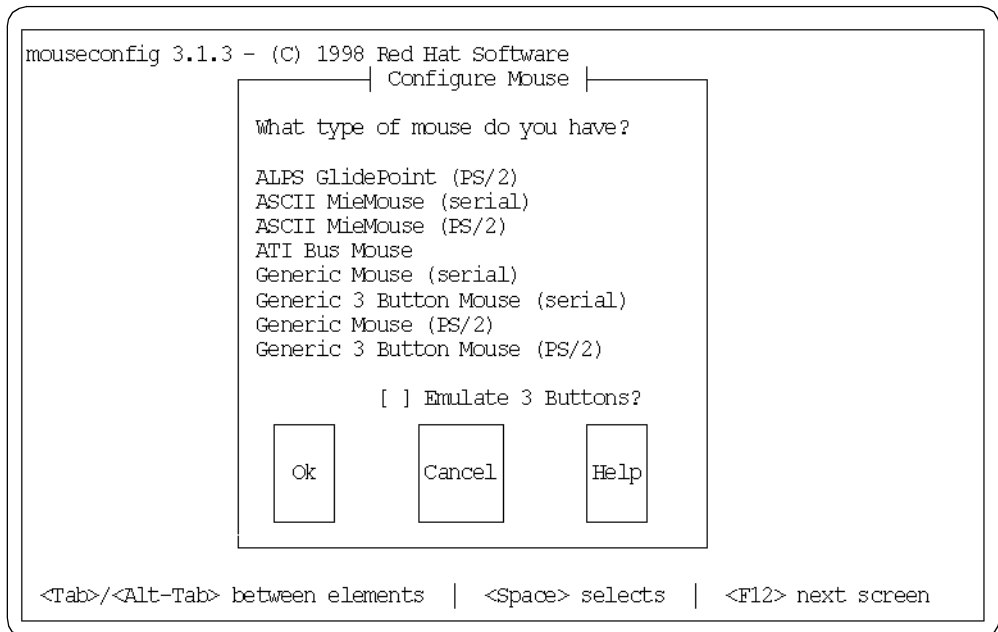 mouseconfig 3.1.3 - (C) 1998 Red Hat Software
Configure Mouse
What type of mouse do you have?
ALPS GlidePoint (PS/2)
ASCII MieMouse (serial)
ASCII MieMouse (PS/2)
ATI Bus Mouse
Generic Mouse (serial)
Generic 3 Button Mouse (serial)
Generic Mouse (PS/2)
Generic 3 Button Mouse (PS/2)
[ ] Emulate 3 Buttons?
Ok Cancel Help
<Tab>/<Alt-Tab> between elements | <Space> selects | <F12> next screen